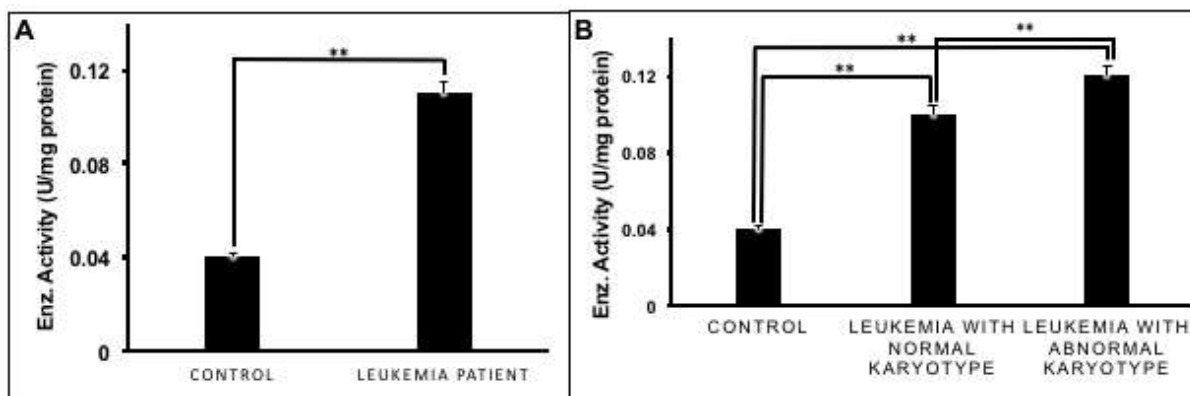 A
Enz. Activity (U/mg protein)
0.12
0.08
0.04
0
**
CONTROL
LEUKEMIA PATIENT
B
Enz. Activity (U/mg protein)
0.12
0.08
0.04
0
**
**
**
CONTROL
LEUKEMIA WITH
NORMAL
KARYOTYPE
LEUKEMIA WITH
ABNORMAL
KARYOTYPE